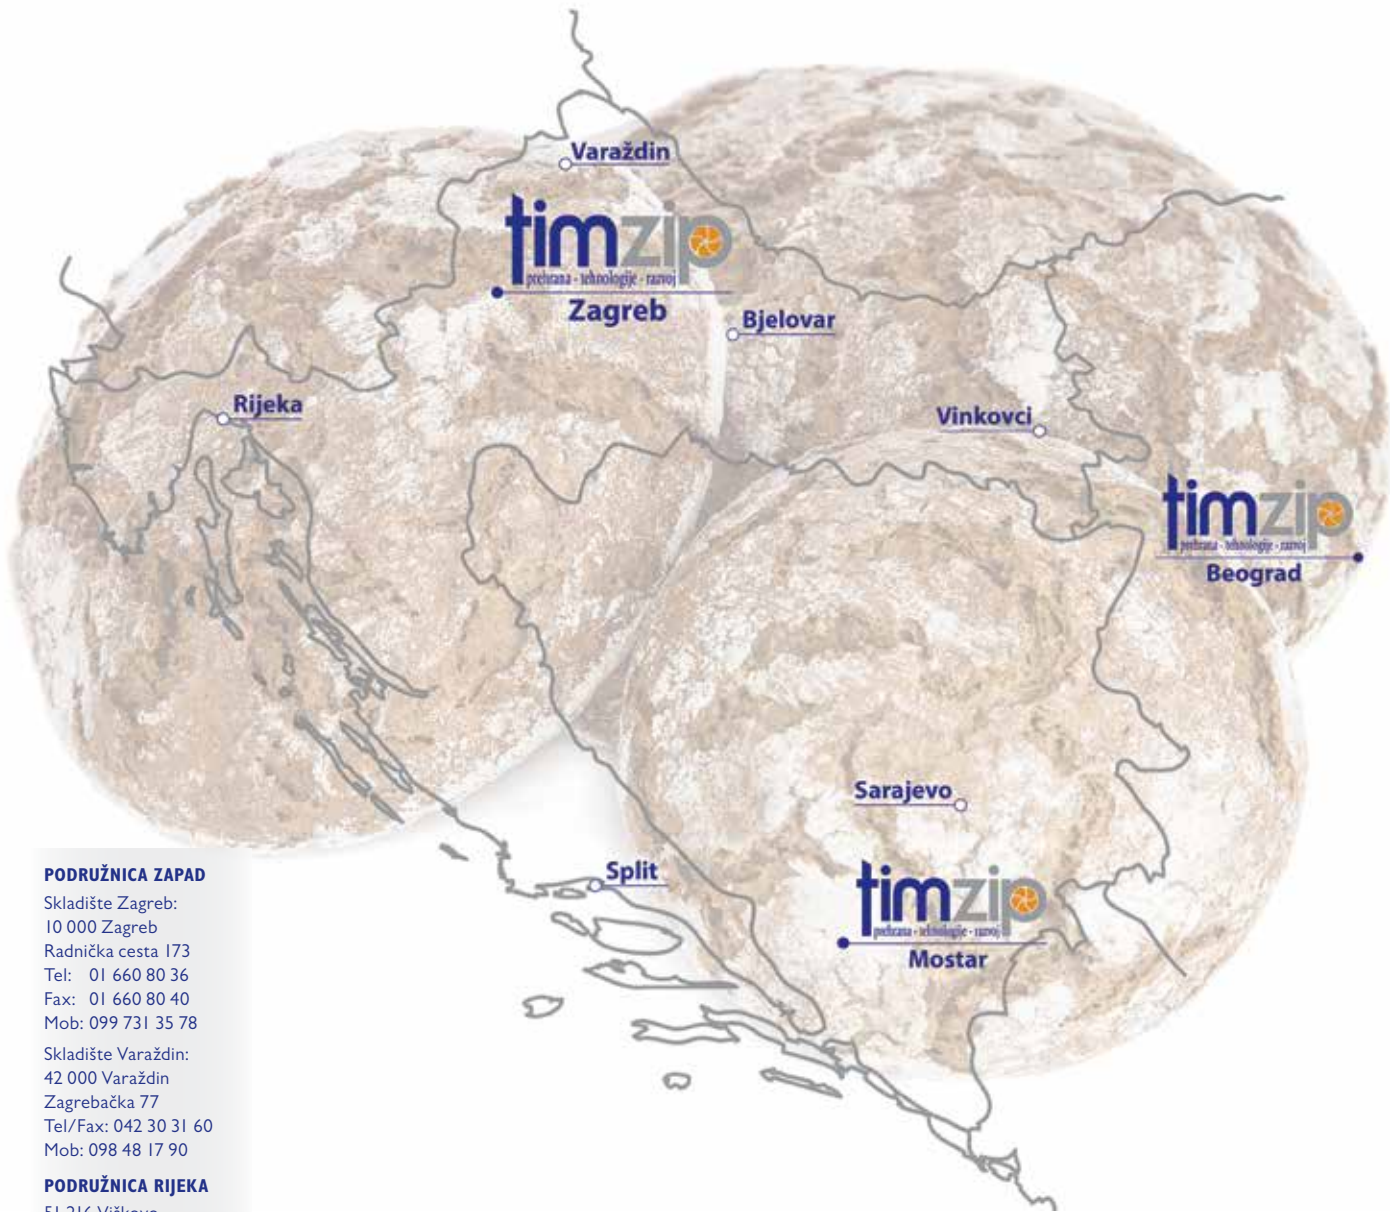 Varaždin
timzip
prehrana - tehnologije - razvoj
Zagreb
Bjelovar
Rijeka
Vinkovci
timzip
prehrana - tehnologije - razvoj
Beograd
Sarajevo
Split
timzip
prehrana - tehnologije - razvoj
Mostar
PODRUŽNICA ZAPAD
Skladište Zagreb:
10 000 Zagreb
Radnička cesta 173
Tel: 01 660 80 36
Fax: 01 660 80 40
Mob: 099 731 35 78
Skladište Varaždin:
42 000 Varaždin
Zagrebačka 77
Tel/Fax: 042 30 31 60
Mob: 098 48 17 90
PODRUŽNICA RIJEKA
51 216 Viškovo